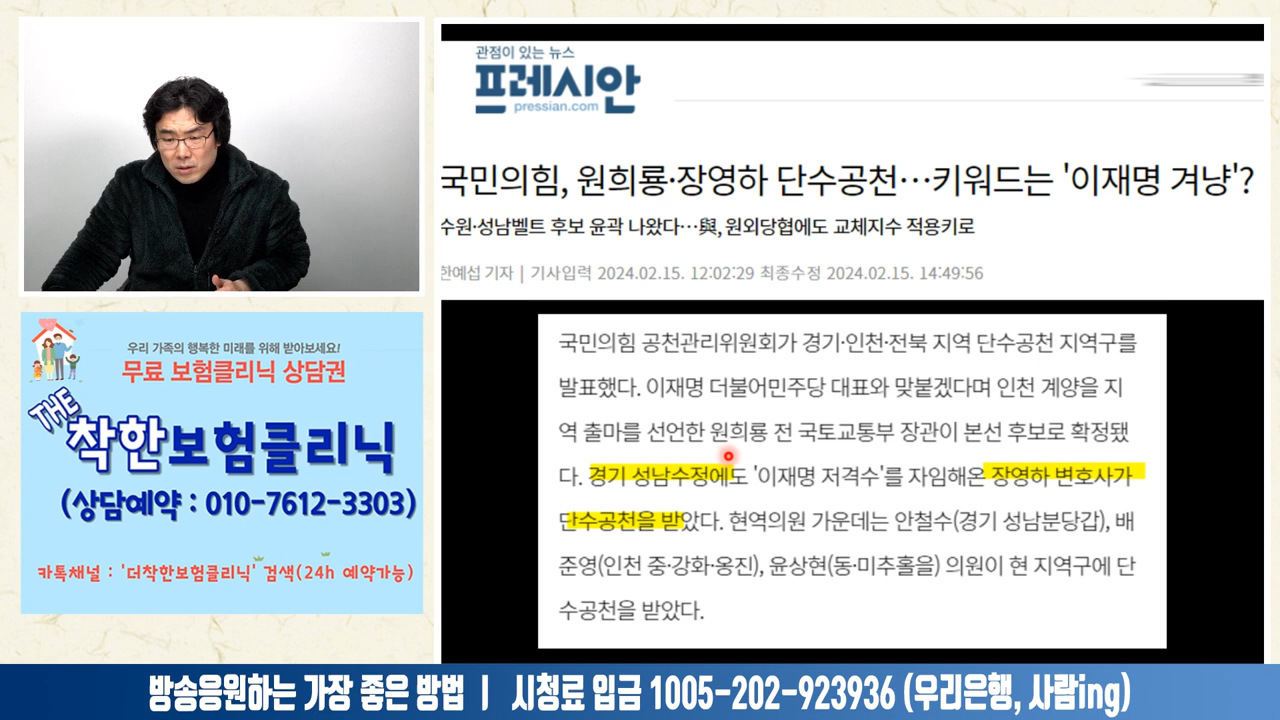 관점이 있는 뉴스
프레시안
pressian.com
국민의힘, 원희룡·장영하 단수공천…키워드는 '이재명 겨냥'?
수원·성남벨트 후보 윤곽 나왔다…與, 원외당협에도 교체지수 적용키로
한예섭 기자 | 기사입력 2024.02.15. 12:02:29 최종수정 2024.02.15. 14:49:56
국민의힘 공천관리위원회가 경기·인천·전북 지역 단수공천 지역구를
발표했다. 이재명 더불어민주당 대표와 맞붙겠다며 인천 계양을 지
역 출마를 선언한 원희룡 전 국토교통부 장관이 본선 후보로 확정됐
다. 경기 성남수정에도 '이재명 저격수'를 자임해온 장영하 변호사가
단수공천을 받았다. 현역의원 가운데는 안철수(경기 성남분당갑), 배
준영(인천 중·강화·옹진), 윤상현(동·미추홀을) 의원이 현 지역구에 단
수공천을 받았다.
우리 가족의 행복한 미래를 위해 받아보세요!
무료 보험클리닉 상담권
THE
착한보험클리닉
(상담예약 : 010-7612-3303)
카톡채널 : '더착한보험클리닉' 검색(24h 예약가능)
방송응원하는 가장 좋은 방법 | 시청료 입금 1005-202-923936 (우리은행, 사람ing)